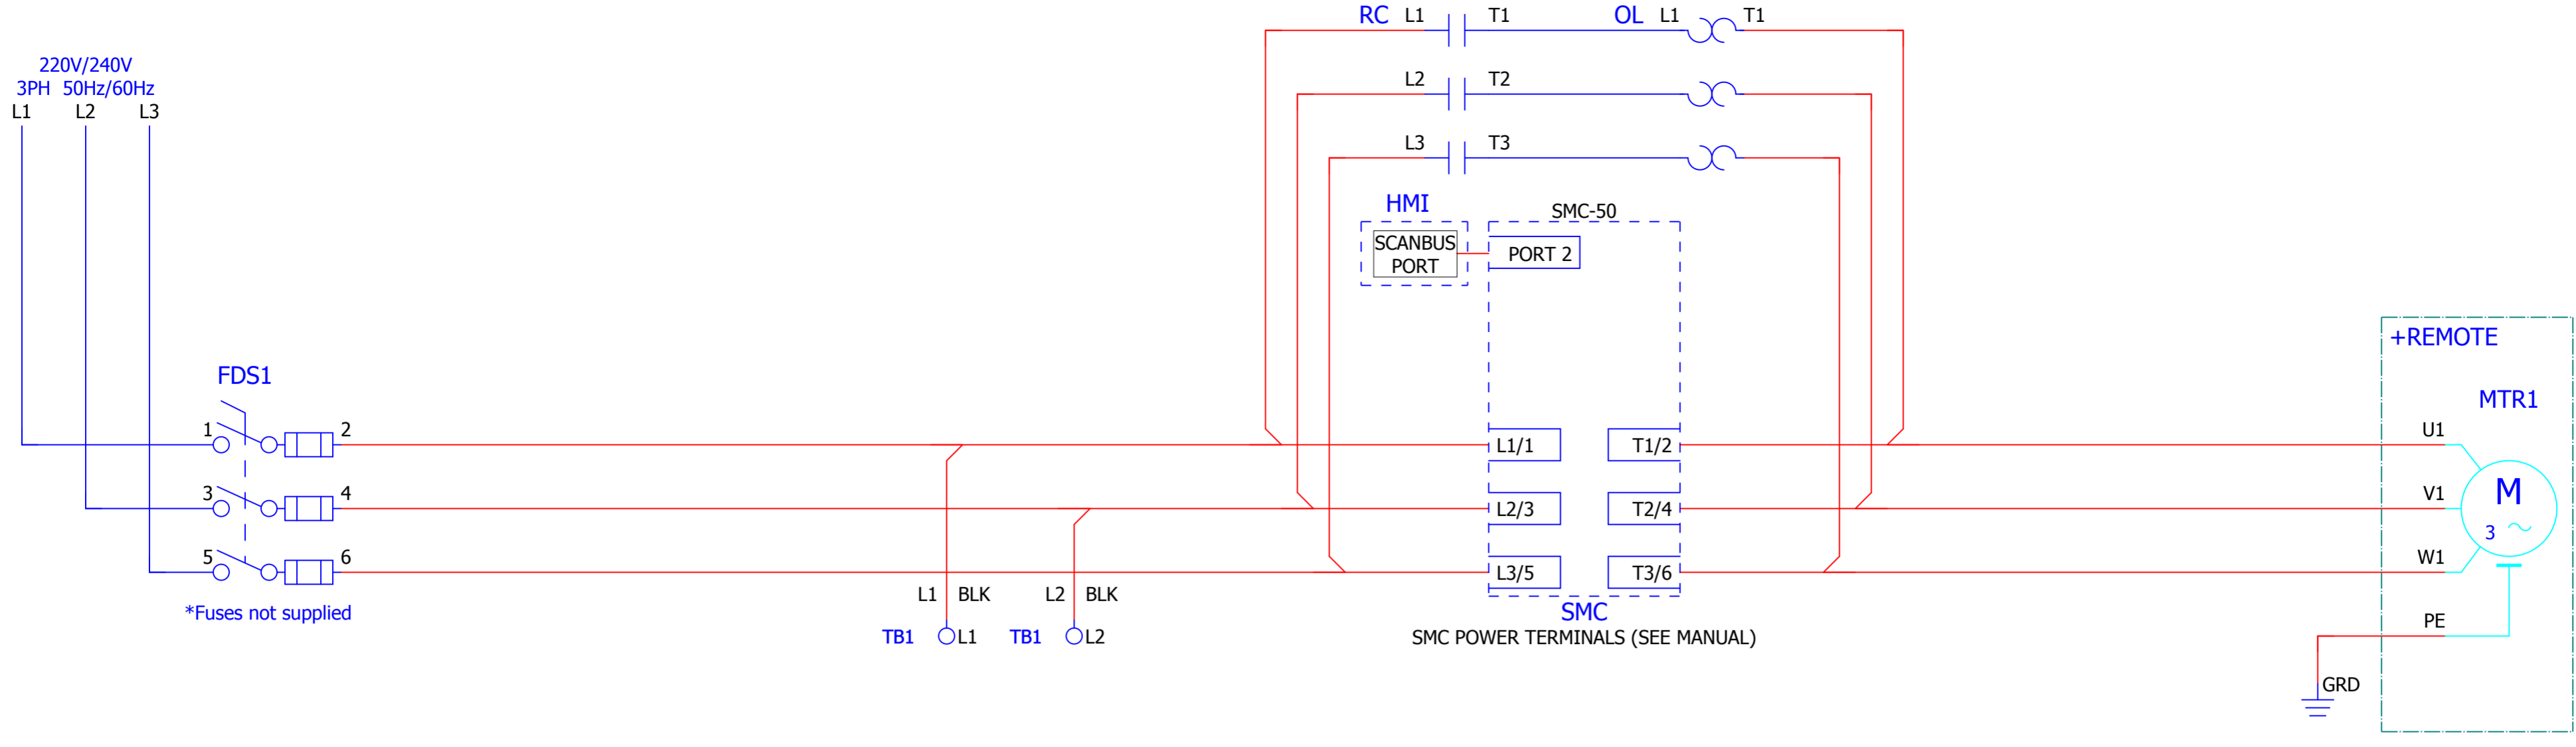 RC L1 T1 OL L1 T1
220V/240V
3PH 50Hz/60Hz
L1 L2 L3
L2 T2
L3 T3
HMI
SMC-50
SCANBUS
PORT
PORT 2
+REMOTE
FDS1
MTR1
1 2
L1/1 T1/2
U1
3 4
L2/3 T2/4
V1
M
3
5 6
L3/5 T3/6
W1
*Fuses not supplied
L1 BLK L2 BLK
SMC
TB1 L1 TB1 L2
SMC POWER TERMINALS (SEE MANUAL)
PE
GRD